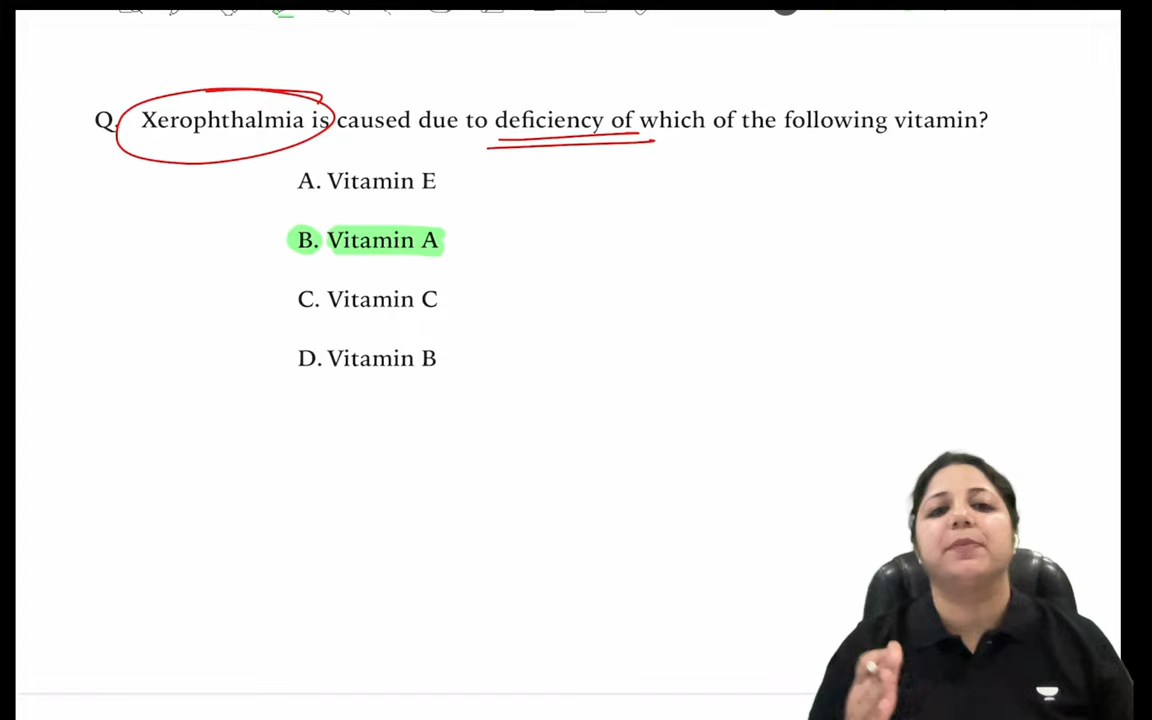 Q. Xerophthalmia is caused due to deficiency of which of the following vitamin?
A. Vitamin E
B. Vitamin A
C. Vitamin C
D. Vitamin B